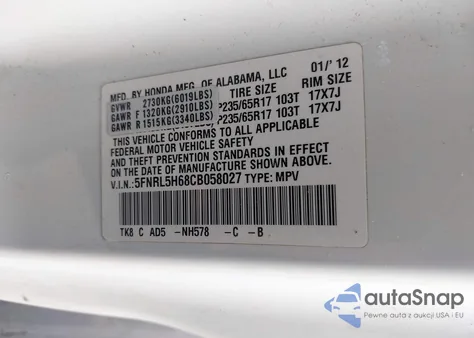 MFD. BY HONDA MFG. OF ALABAMA, LLC 01/'12
GVWR 2730KG(6019LBS) TIRE SIZE RIM SIZE
GAWR F 1320KG(2910LBS) P235/65R17 103T 17X7J
GAWR R 1515KG(3340LBS) P235/65R17 103T 17X7J
THIS VEHICLE CONFORMS TO ALL APPLICABLE
FEDERAL MOTOR VEHICLE SAFETY, BUMPER,
AND THEFT PREVENTION STANDARDS IN EFFECT
ON THE DATE OF MANUFACTURE SHOWN ABOVE.
V.I.N.: 5FNRL5H68CB058027 TYPE: MPV
TK8 C AD5 -NH578 -C -B
autoSnap
Pewne auta z aukcji USA i EU